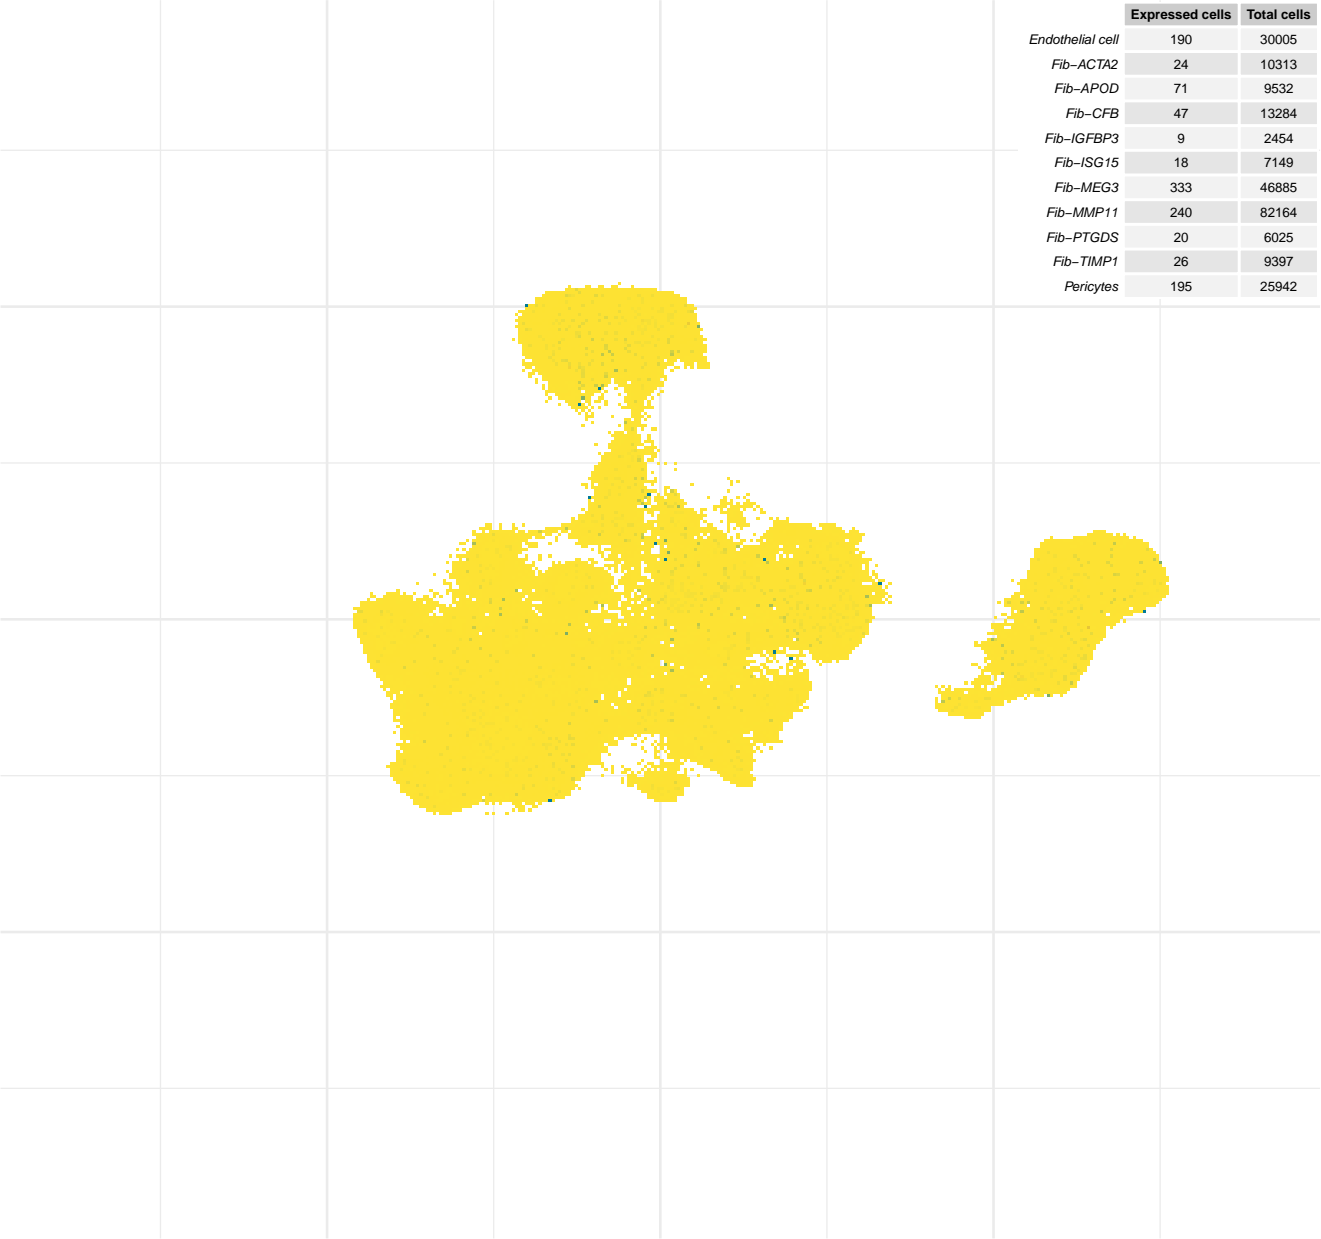 Expressed cells Total cells
Endothelial cell 190 30005
Fib−ACTA2 24 10313
Fib−APOD 71 9532
Fib−CFB 47 13284
Fib−IGFBP3 9 2454
Fib−ISG15 18 7149
Fib−MEG3 333 46885
Fib−MMP11 240 82164
Fib−PTGDS 20 6025
Fib−TIMP1 26 9397
Pericytes 195 25942